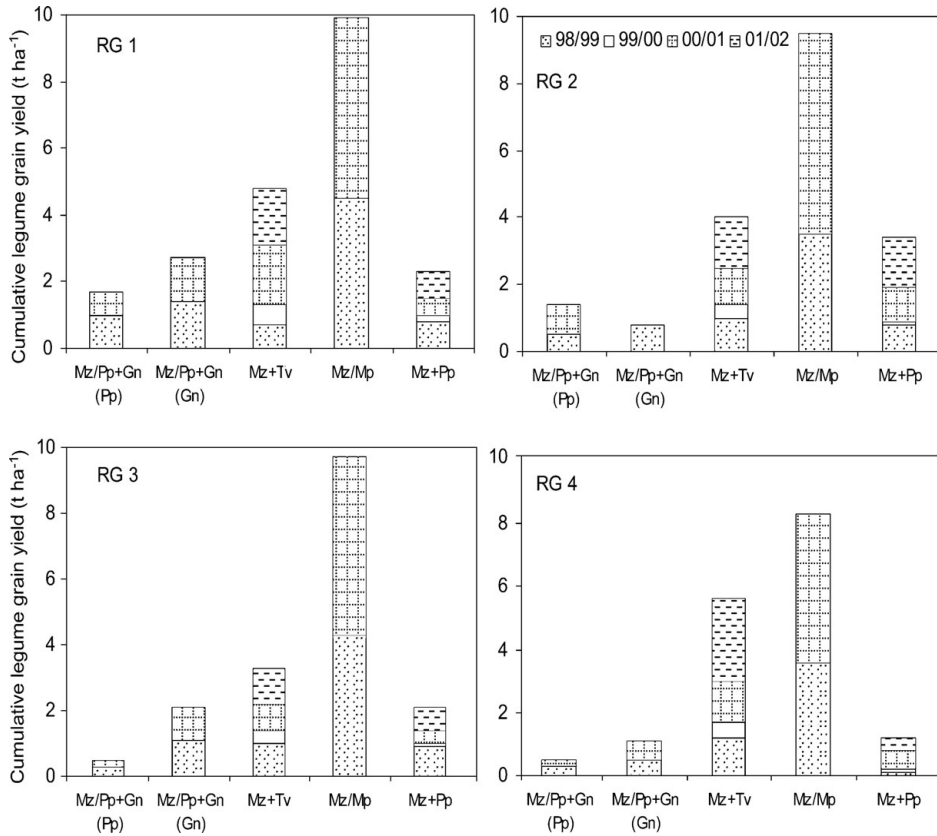 RG 1
Cumulative legume grain yield (t ha⁻¹)
10
8
6
4
2
0
Mz/Pp+Gn Mz/Pp+Gn Mz+Tv Mz/Mp Mz+Pp
(Pp) (Gn)
98/99 99/00 00/01 01/02
RG 2
10
8
6
4
2
0
Mz/Pp+Gn Mz/Pp+Gn Mz+Tv Mz/Mp Mz+Pp
(Pp) (Gn)
RG 3
Cumulative legume grain yield (t ha⁻¹)
10
8
6
4
2
0
Mz/Pp+Gn Mz/Pp+Gn Mz+Tv Mz/Mp Mz+Pp
(Pp) (Gn)
RG 4
10
8
6
4
2
0
Mz/Pp+Gn Mz/Pp+Gn Mz+Tv Mz/Mp Mz+Pp
(Pp) (Gn)